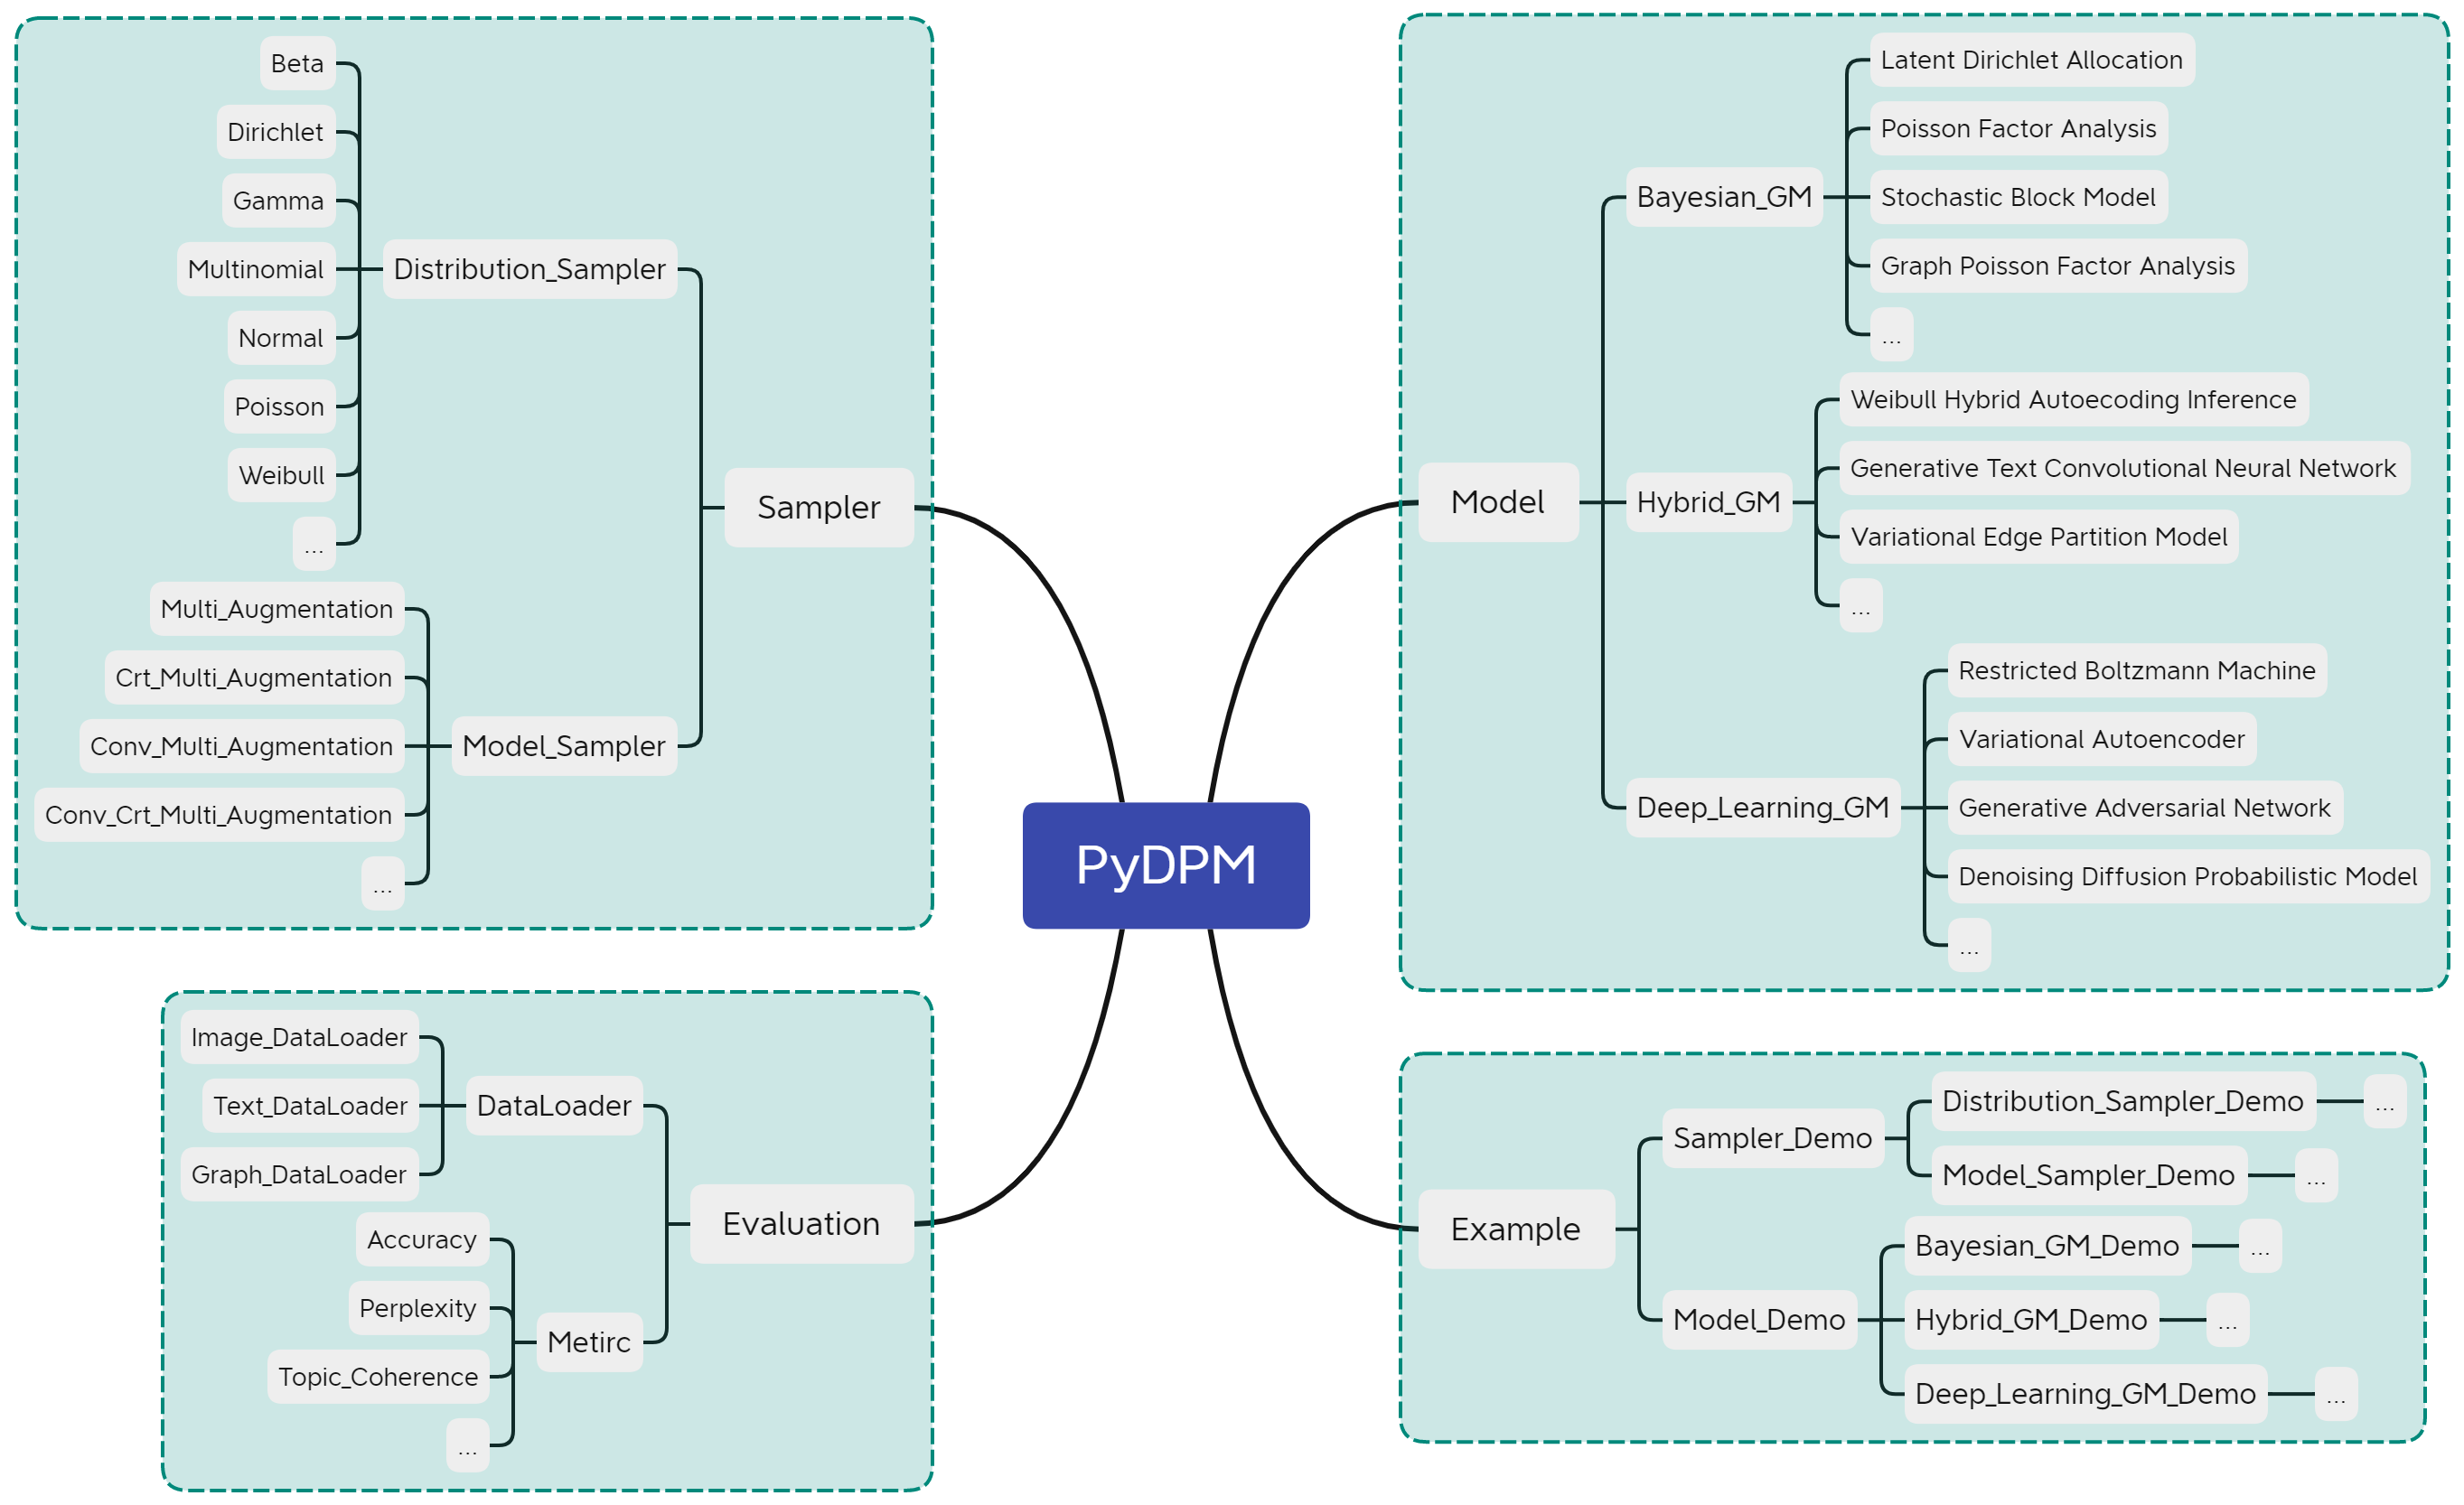 Beta
Dirichlet
Gamma
Multinomial
Normal
Poisson
Weibull
...
Distribution_Sampler
Multi_Augmentation
Crt_Multi_Augmentation
Conv_Multi_Augmentation
Conv_Crt_Multi_Augmentation
...
Model_Sampler
Sampler
Image_DataLoader
Text_DataLoader
Graph_DataLoader
DataLoader
Accuracy
Perplexity
Topic_Coherence
...
Metirc
Evaluation
PyDPM
Model
Bayesian_GM
Latent Dirichlet Allocation
Poisson Factor Analysis
Stochastic Block Model
Graph Poisson Factor Analysis
...
Hybrid_GM
Weibull Hybrid Autoecoding Inference
Generative Text Convolutional Neural Network
Variational Edge Partition Model
...
Deep_Learning_GM
Restricted Boltzmann Machine
Variational Autoencoder
Generative Adversarial Network
Denoising Diffusion Probabilistic Model
...
Example
Sampler_Demo
Distribution_Sampler_Demo
...
Model_Sampler_Demo
...
Model_Demo
Bayesian_GM_Demo
...
Hybrid_GM_Demo
...
Deep_Learning_GM_Demo
...